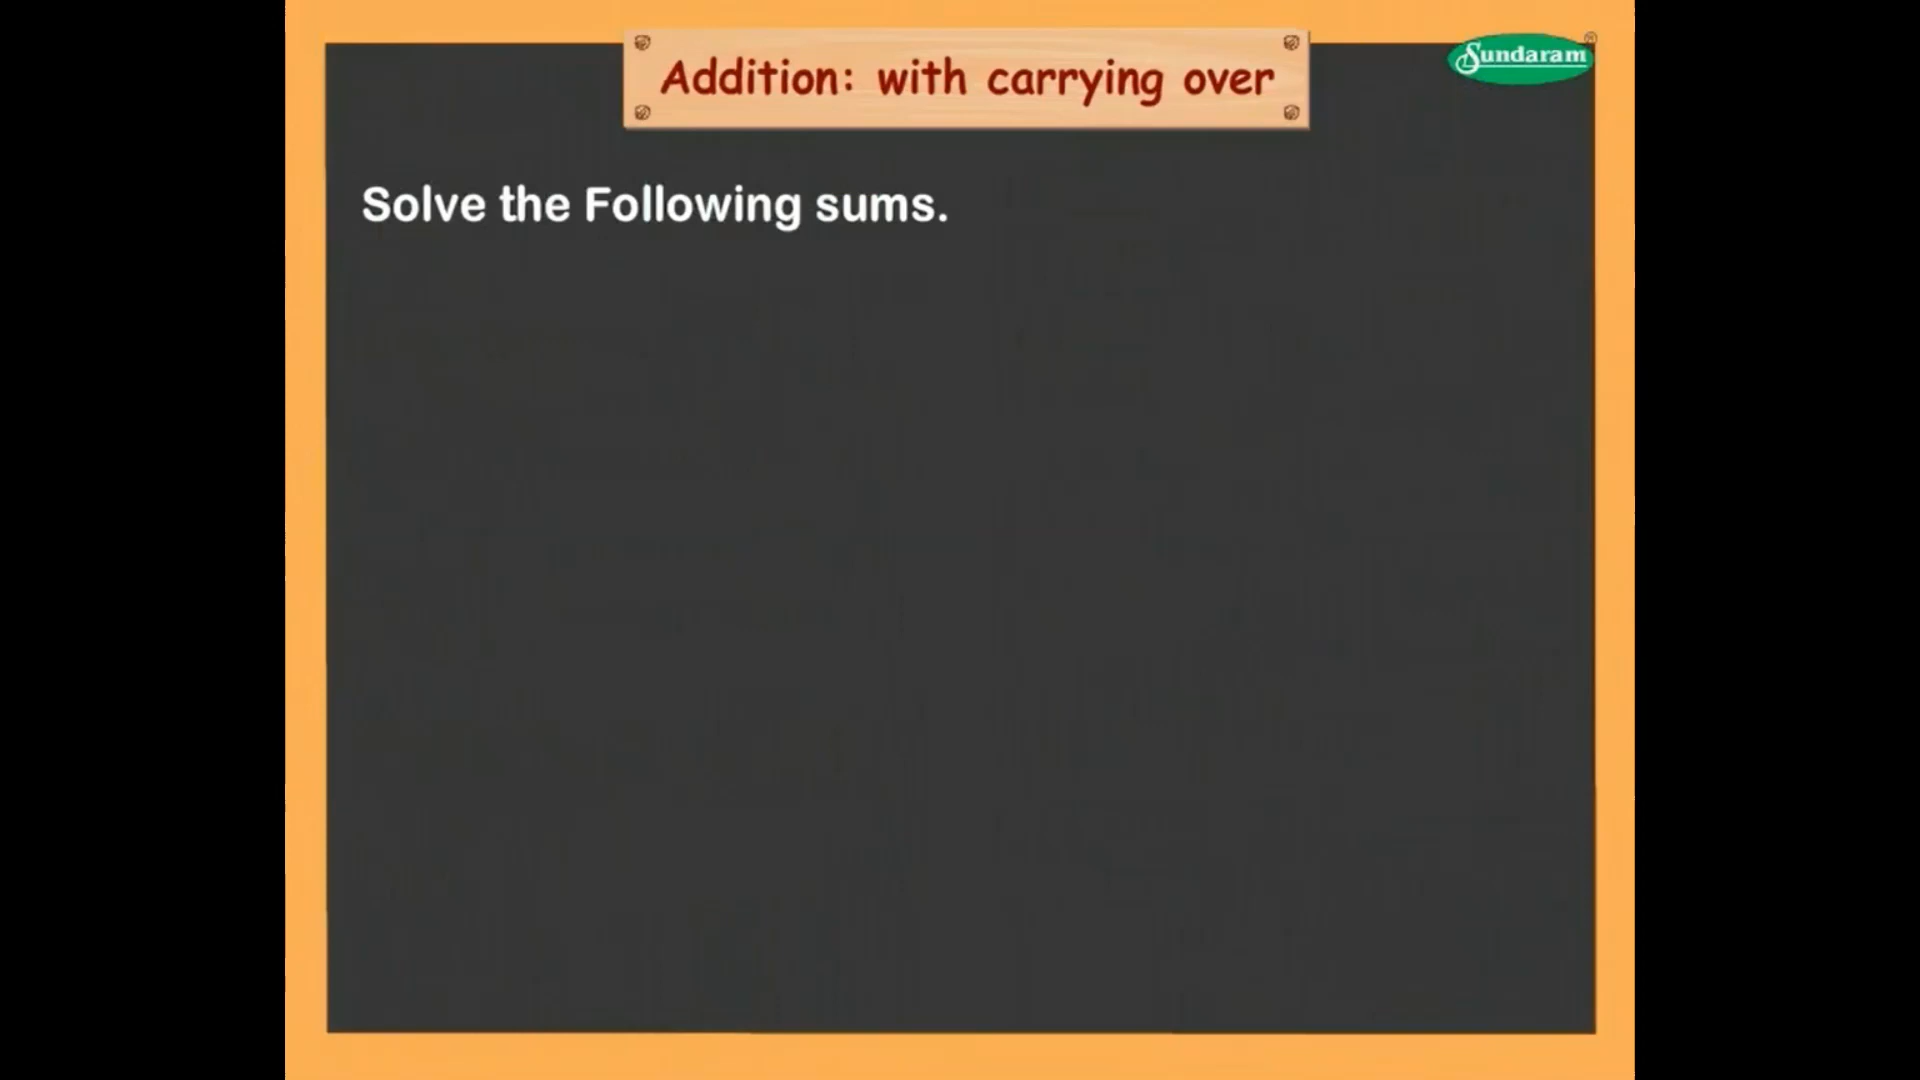 Addition: with carrying over
Sundaram®
Solve the Following sums.